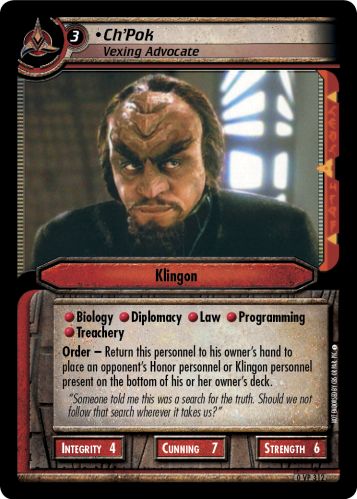 3
•Ch'Pok
Vexing Advocate
Klingon
Biology Diplomacy Law Programming
Treachery
Order – Return this personnel to his owner's hand to
place an opponent's Honor personnel or Klingon personnel
present on the bottom of his or her owner's deck.
"Someone told me this was a search for the truth. Should we
not follow that search wherever it takes us?"
INTEGRITY 4 CUNNING 7 STRENGTH 6
0 VP 312